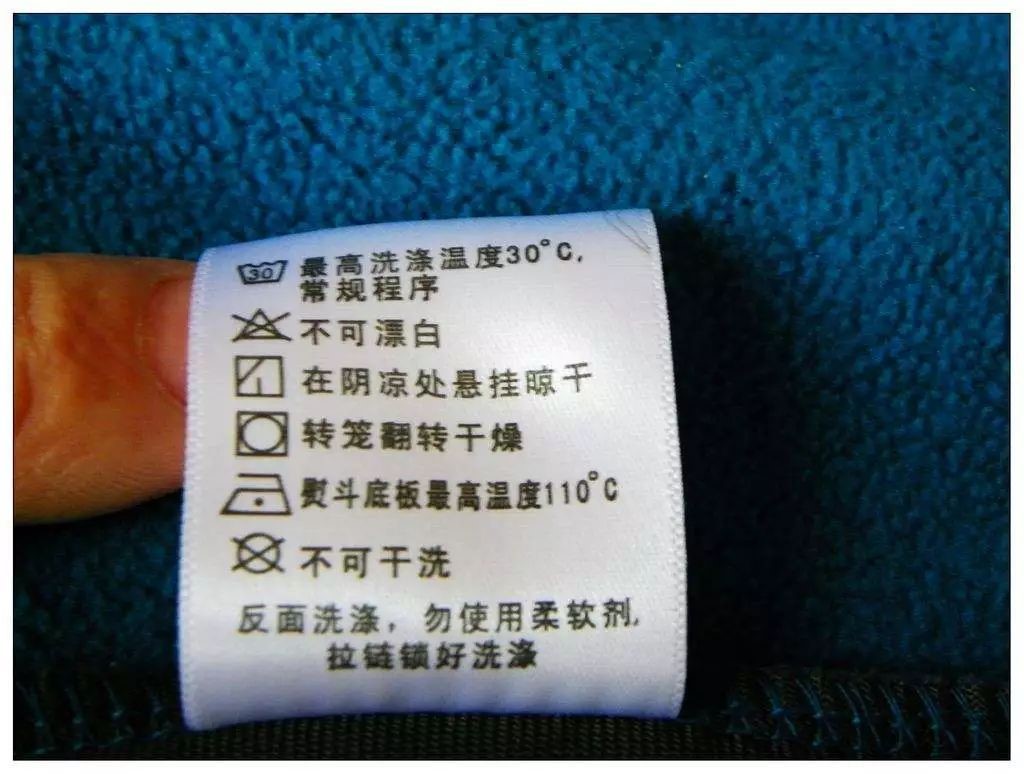 30 最高洗涤温度30°C,
常规程序
不可漂白
在阴凉处悬挂晾干
转笼翻转干燥
熨斗底板最高温度110°C
不可干洗
反面洗涤，勿使用柔软剂,
拉链锁好洗涤